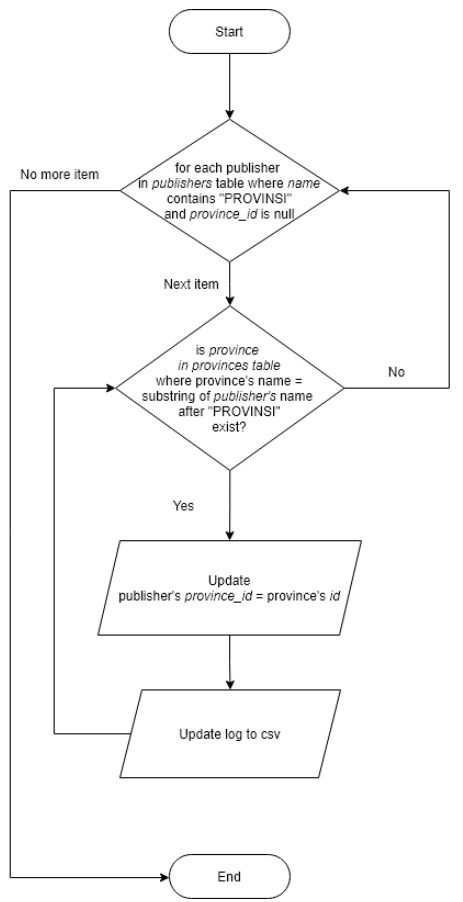 Start
for each publisher
in publishers table where name
contains "PROVINSI"
and province_id is null
No more item
Next item
is province
in provinces table
where province's name =
substring of publisher's name
after "PROVINSI"
exist?
No
Yes
Update
publisher's province_id = province's id
Update log to csv
End